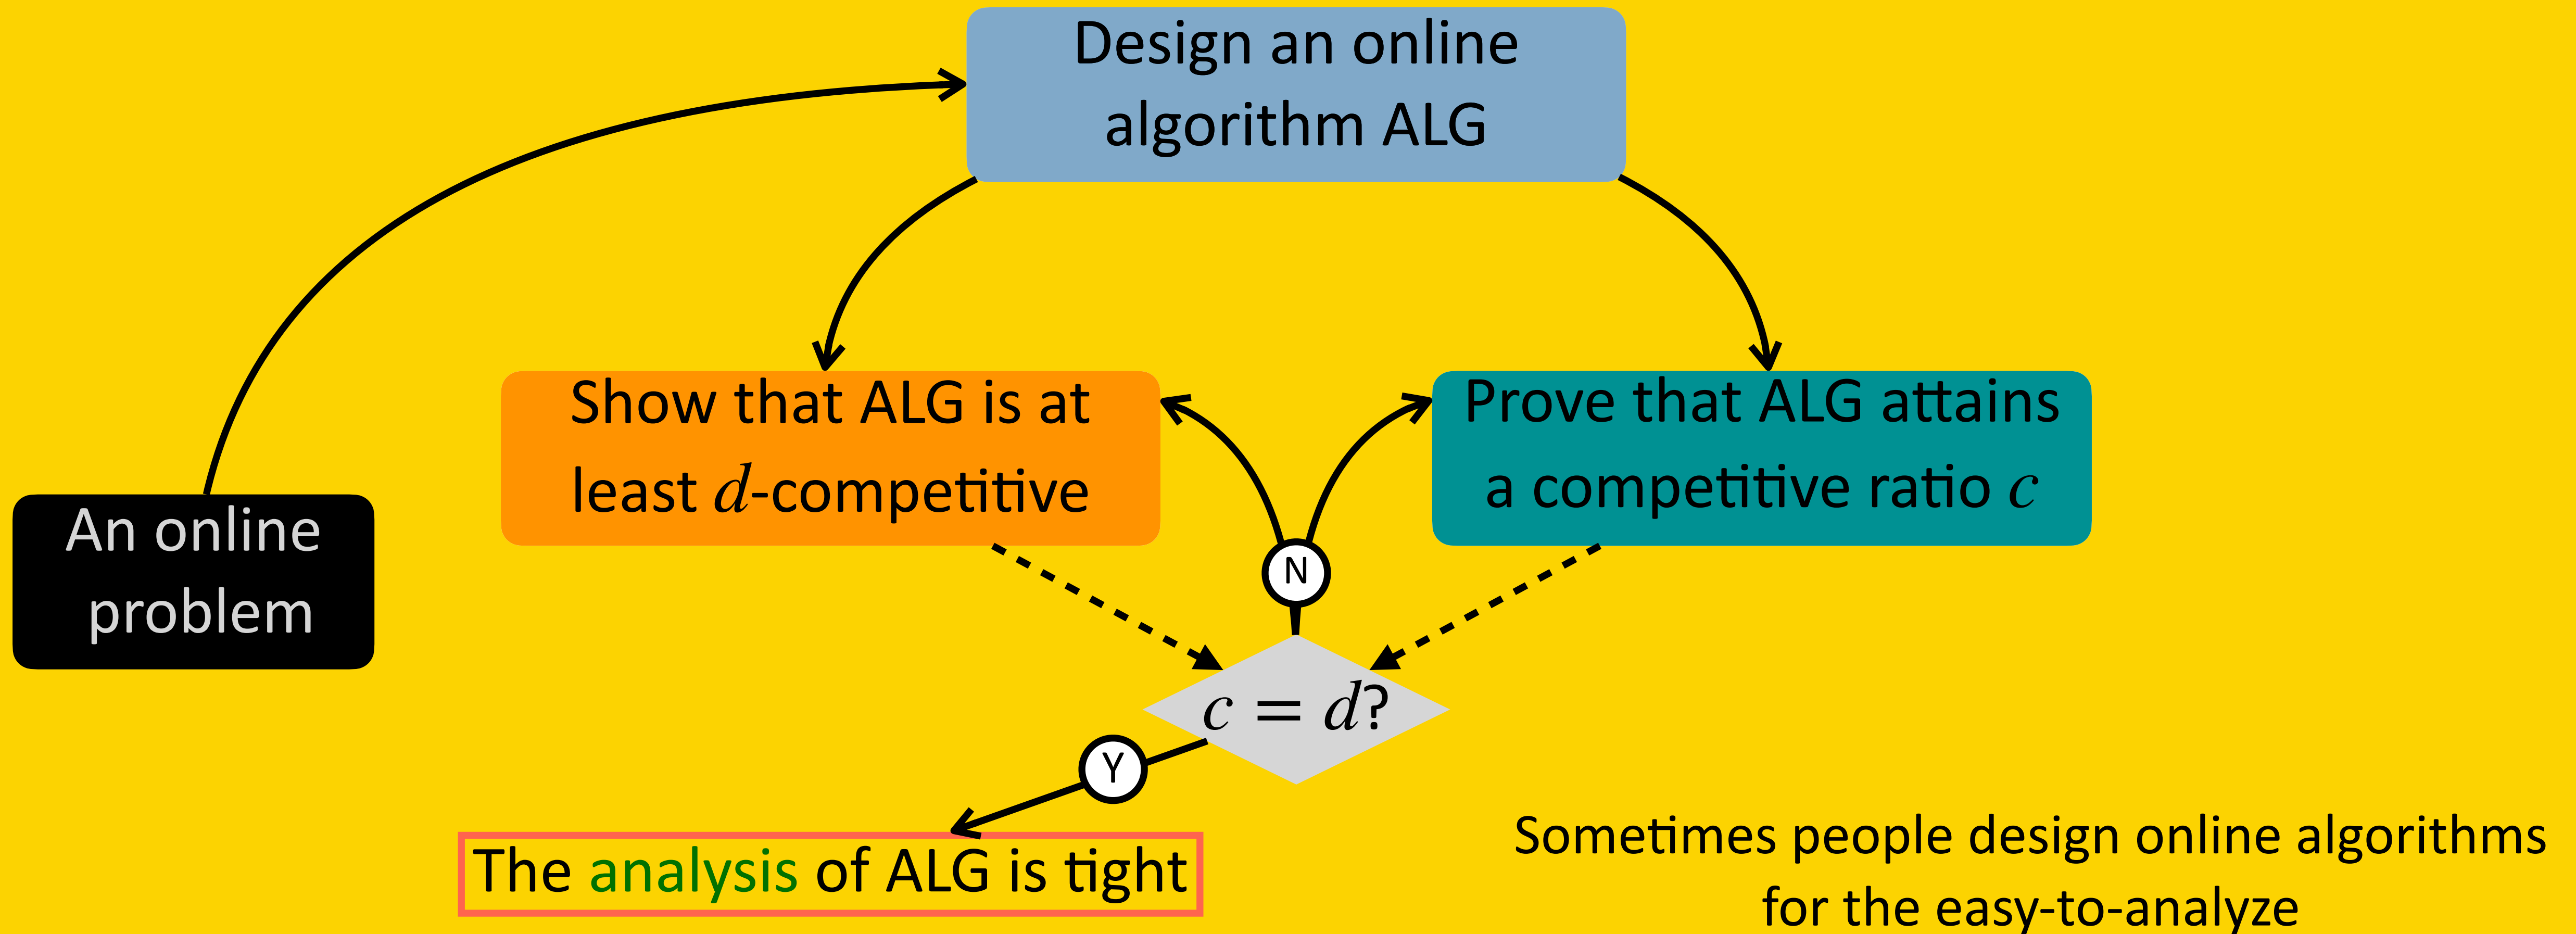 Design an online
algorithm ALG
Show that ALG is at
least d-competitive
Prove that ALG attains
a competitive ratio c
An online
problem
N
c = d?
Y
The analysis of ALG is tight
Sometimes people design online algorithms
for the easy-to-analyze